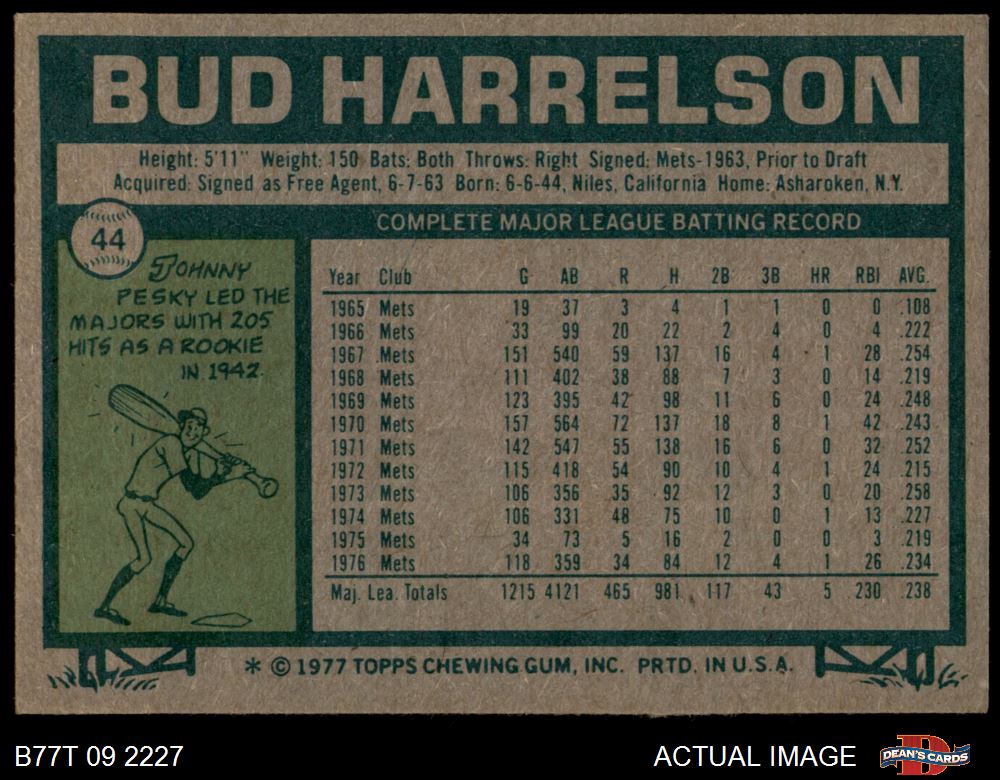 BUD HARRELSON
Height: 5'11" Weight: 150 Bats: Both Throws: Right Signed: Mets-1963, Prior to Draft
Acquired: Signed as Free Agent, 6-7-63 Born: 6-6-44, Niles, California Home: Asharoken, N.Y.
COMPLETE MAJOR LEAGUE BATTING RECORD
44
JOHNNY
PESKY LED THE
MAJORS WITH 205
HITS AS A ROOKIE
IN 1942.
Year Club G AB R H 2B 3B HR RBI AVG.
1965 Mets 19 37 3 4 1 1 0 0 .108
1966 Mets 33 99 20 22 2 4 0 4 .222
1967 Mets 151 540 59 137 16 4 1 28 .254
1968 Mets 111 402 38 88 7 3 0 14 .219
1969 Mets 123 395 42 98 11 6 0 24 .248
1970 Mets 157 564 72 137 18 8 1 42 .243
1971 Mets 142 547 55 138 16 6 0 32 .252
1972 Mets 115 418 54 90 10 4 1 24 .215
1973 Mets 106 356 35 92 12 3 0 20 .258
1974 Mets 106 331 48 75 10 0 1 13 .227
1975 Mets 34 73 5 16 2 0 0 3 .219
1976 Mets 118 359 34 84 12 4 1 26 .234
Maj. Lea. Totals 1215 4121 465 981 117 43 5 230 .238
* © 1977 TOPPS CHEWING GUM, INC. PRTD. IN U.S.A.
B77T 09 2227
ACTUAL IMAGE
DEAN'S CARDS